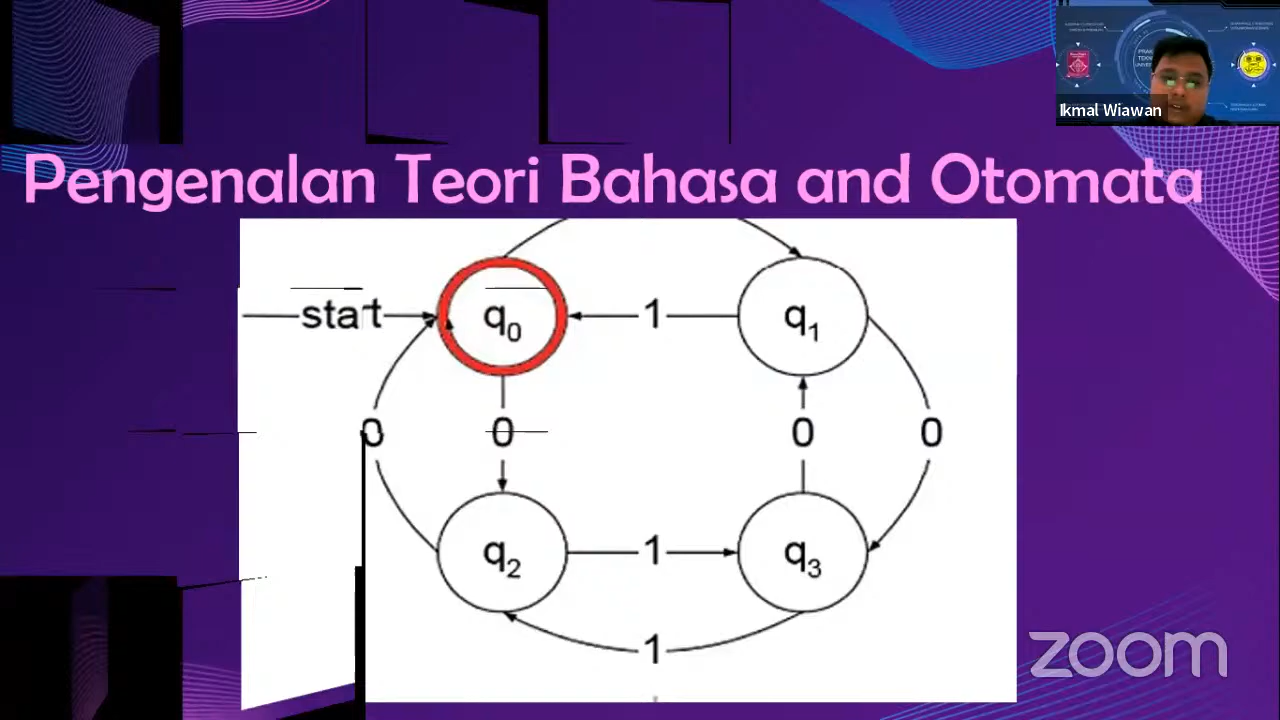 Ikmal Wiawan
Pengenalan Teori Bahasa and Otomata
start
q0
1
q1
0
0
0
0
q2
1
q3
1
zoom